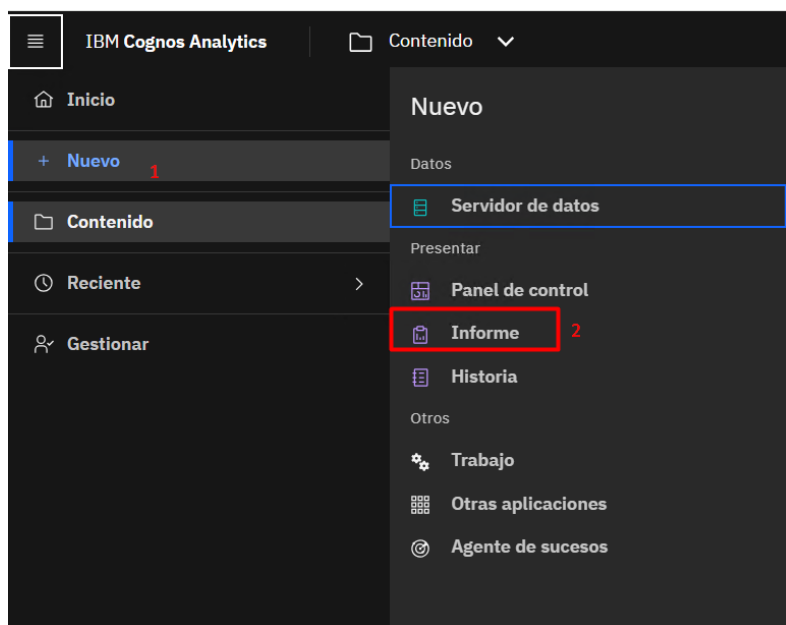 IBM Cognos Analytics
Contenido
Inicio
Nuevo
1
Contenido
Reciente
Gestionar
Nuevo
Datos
Servidor de datos
Presentar
Panel de control
Informe
2
Historia
Otros
Trabajo
Otras aplicaciones
Agente de sucesos